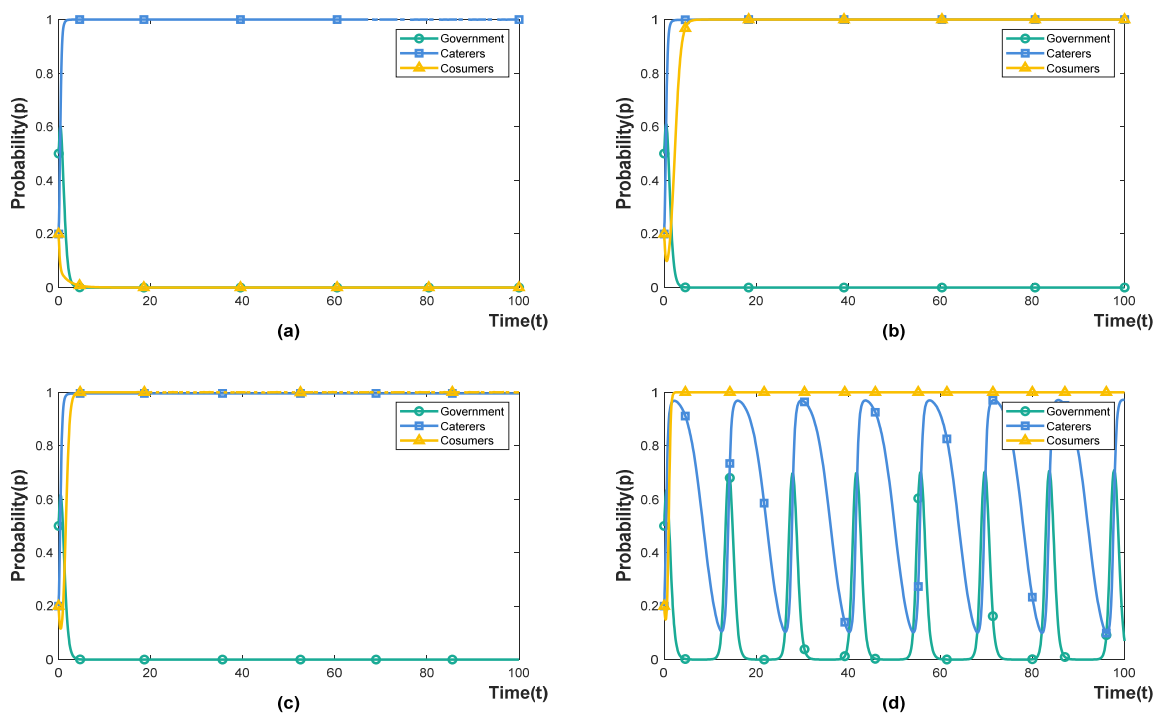 1
0.8
0.6
0.4
0.2
0
0 20 40 60 80 100
Probability(p)
Time(t)
Government
Caterers
Cosumers
(a)
1
0.8
0.6
0.4
0.2
0
0 20 40 60 80 100
Probability(p)
Time(t)
Government
Caterers
Cosumers
(b)
1
0.8
0.6
0.4
0.2
0
0 20 40 60 80 100
Probability(p)
Time(t)
Government
Caterers
Cosumers
(c)
1
0.8
0.6
0.4
0.2
0
0 20 40 60 80 100
Probability(p)
Time(t)
Government
Caterers
Cosumers
(d)